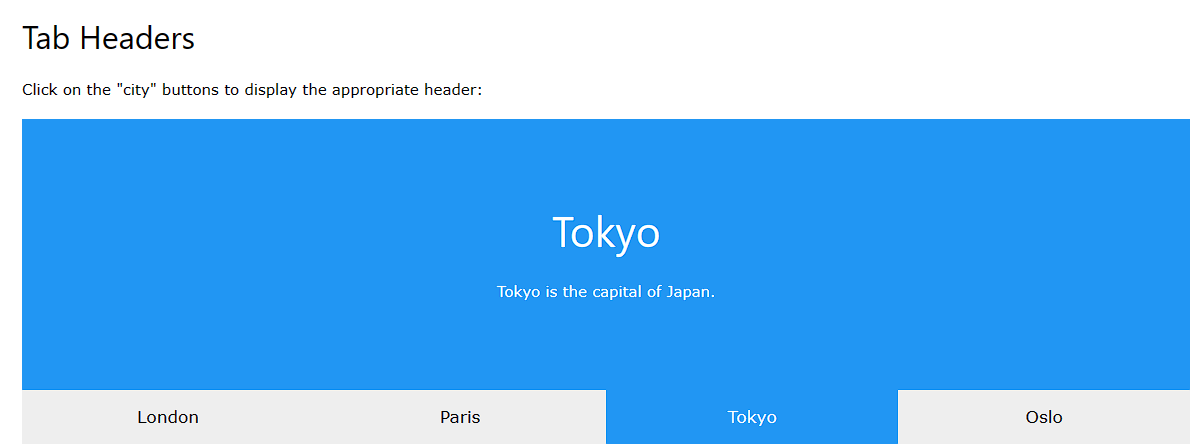 Tab Headers
Click on the "city" buttons to display the appropriate header:
Tokyo
Tokyo is the capital of Japan.
London Paris Tokyo Oslo